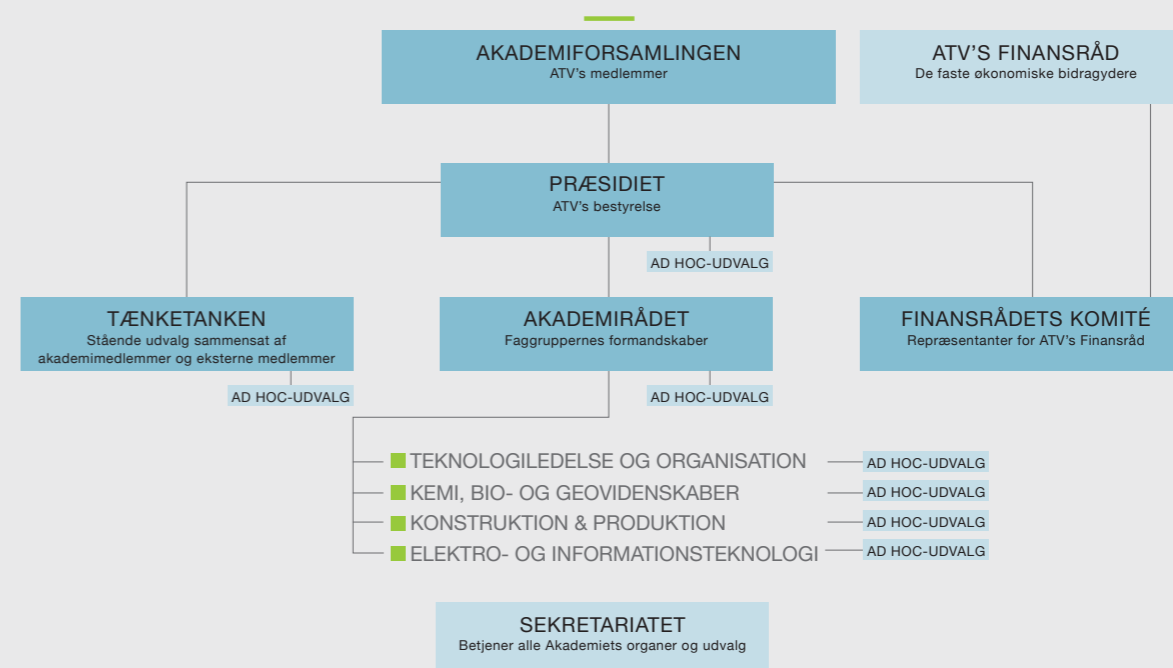 AKADEMIFORSAMLINGEN
ATV's medlemmer
ATV'S FINANSRÅD
De faste økonomiske bidragydere
PRÆSIDIET
ATV's bestyrelse
AD HOC-UDVALG
TÆNKETANKEN
Stående udvalg sammensat af
akademimedlemmer og eksterne medlemmer
AD HOC-UDVALG
AKADEMIRÅDET
Faggruppernes formandskaber
AD HOC-UDVALG
FINANSRÅDETS KOMITÉ
Repræsentanter for ATV's Finansråd
TEKNOLOGILEDELSE OG ORGANISATION
AD HOC-UDVALG
KEMI, BIO- OG GEOVIDENSKABER
AD HOC-UDVALG
KONSTRUKTION & PRODUKTION
AD HOC-UDVALG
ELEKTRO- OG INFORMATIONSTEKNOLOGI
AD HOC-UDVALG
SEKRETARIATET
Betjener alle Akademiets organer og udvalg